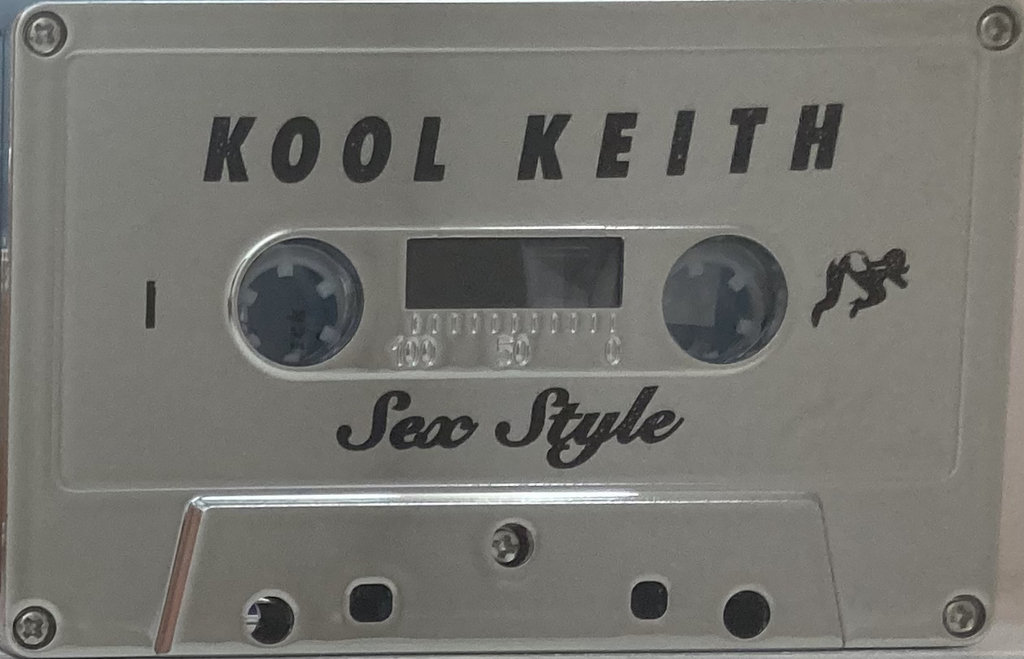 KOOL KEITH
I
100 50 0
Sex Style